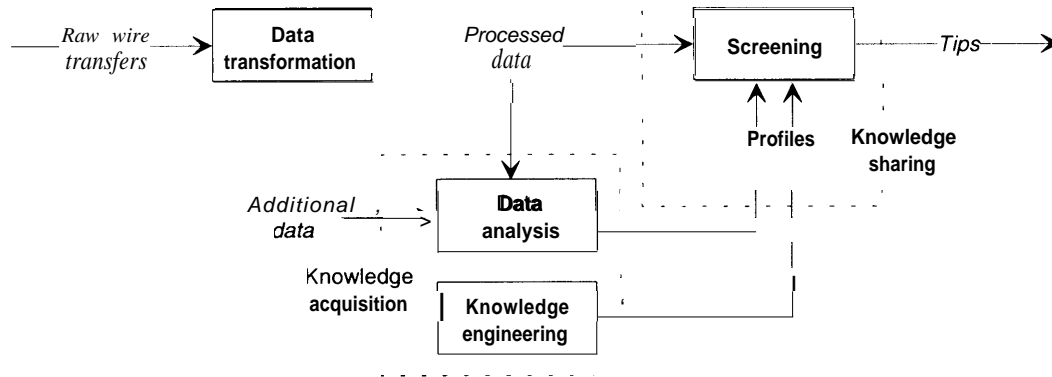 Raw wire
transfers
Data
transformation
Processed
data
Screening
Tips
Profiles
Knowledge
sharing
Additional
data
Data
analysis
Knowledge
acquisition
Knowledge
engineering